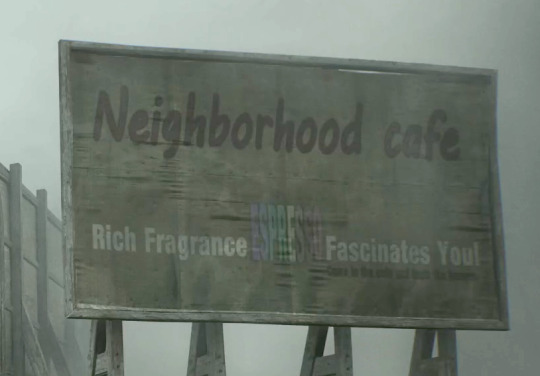 Neighborhood cafe
Rich Fragrance ESPRESSO Fascinates You!